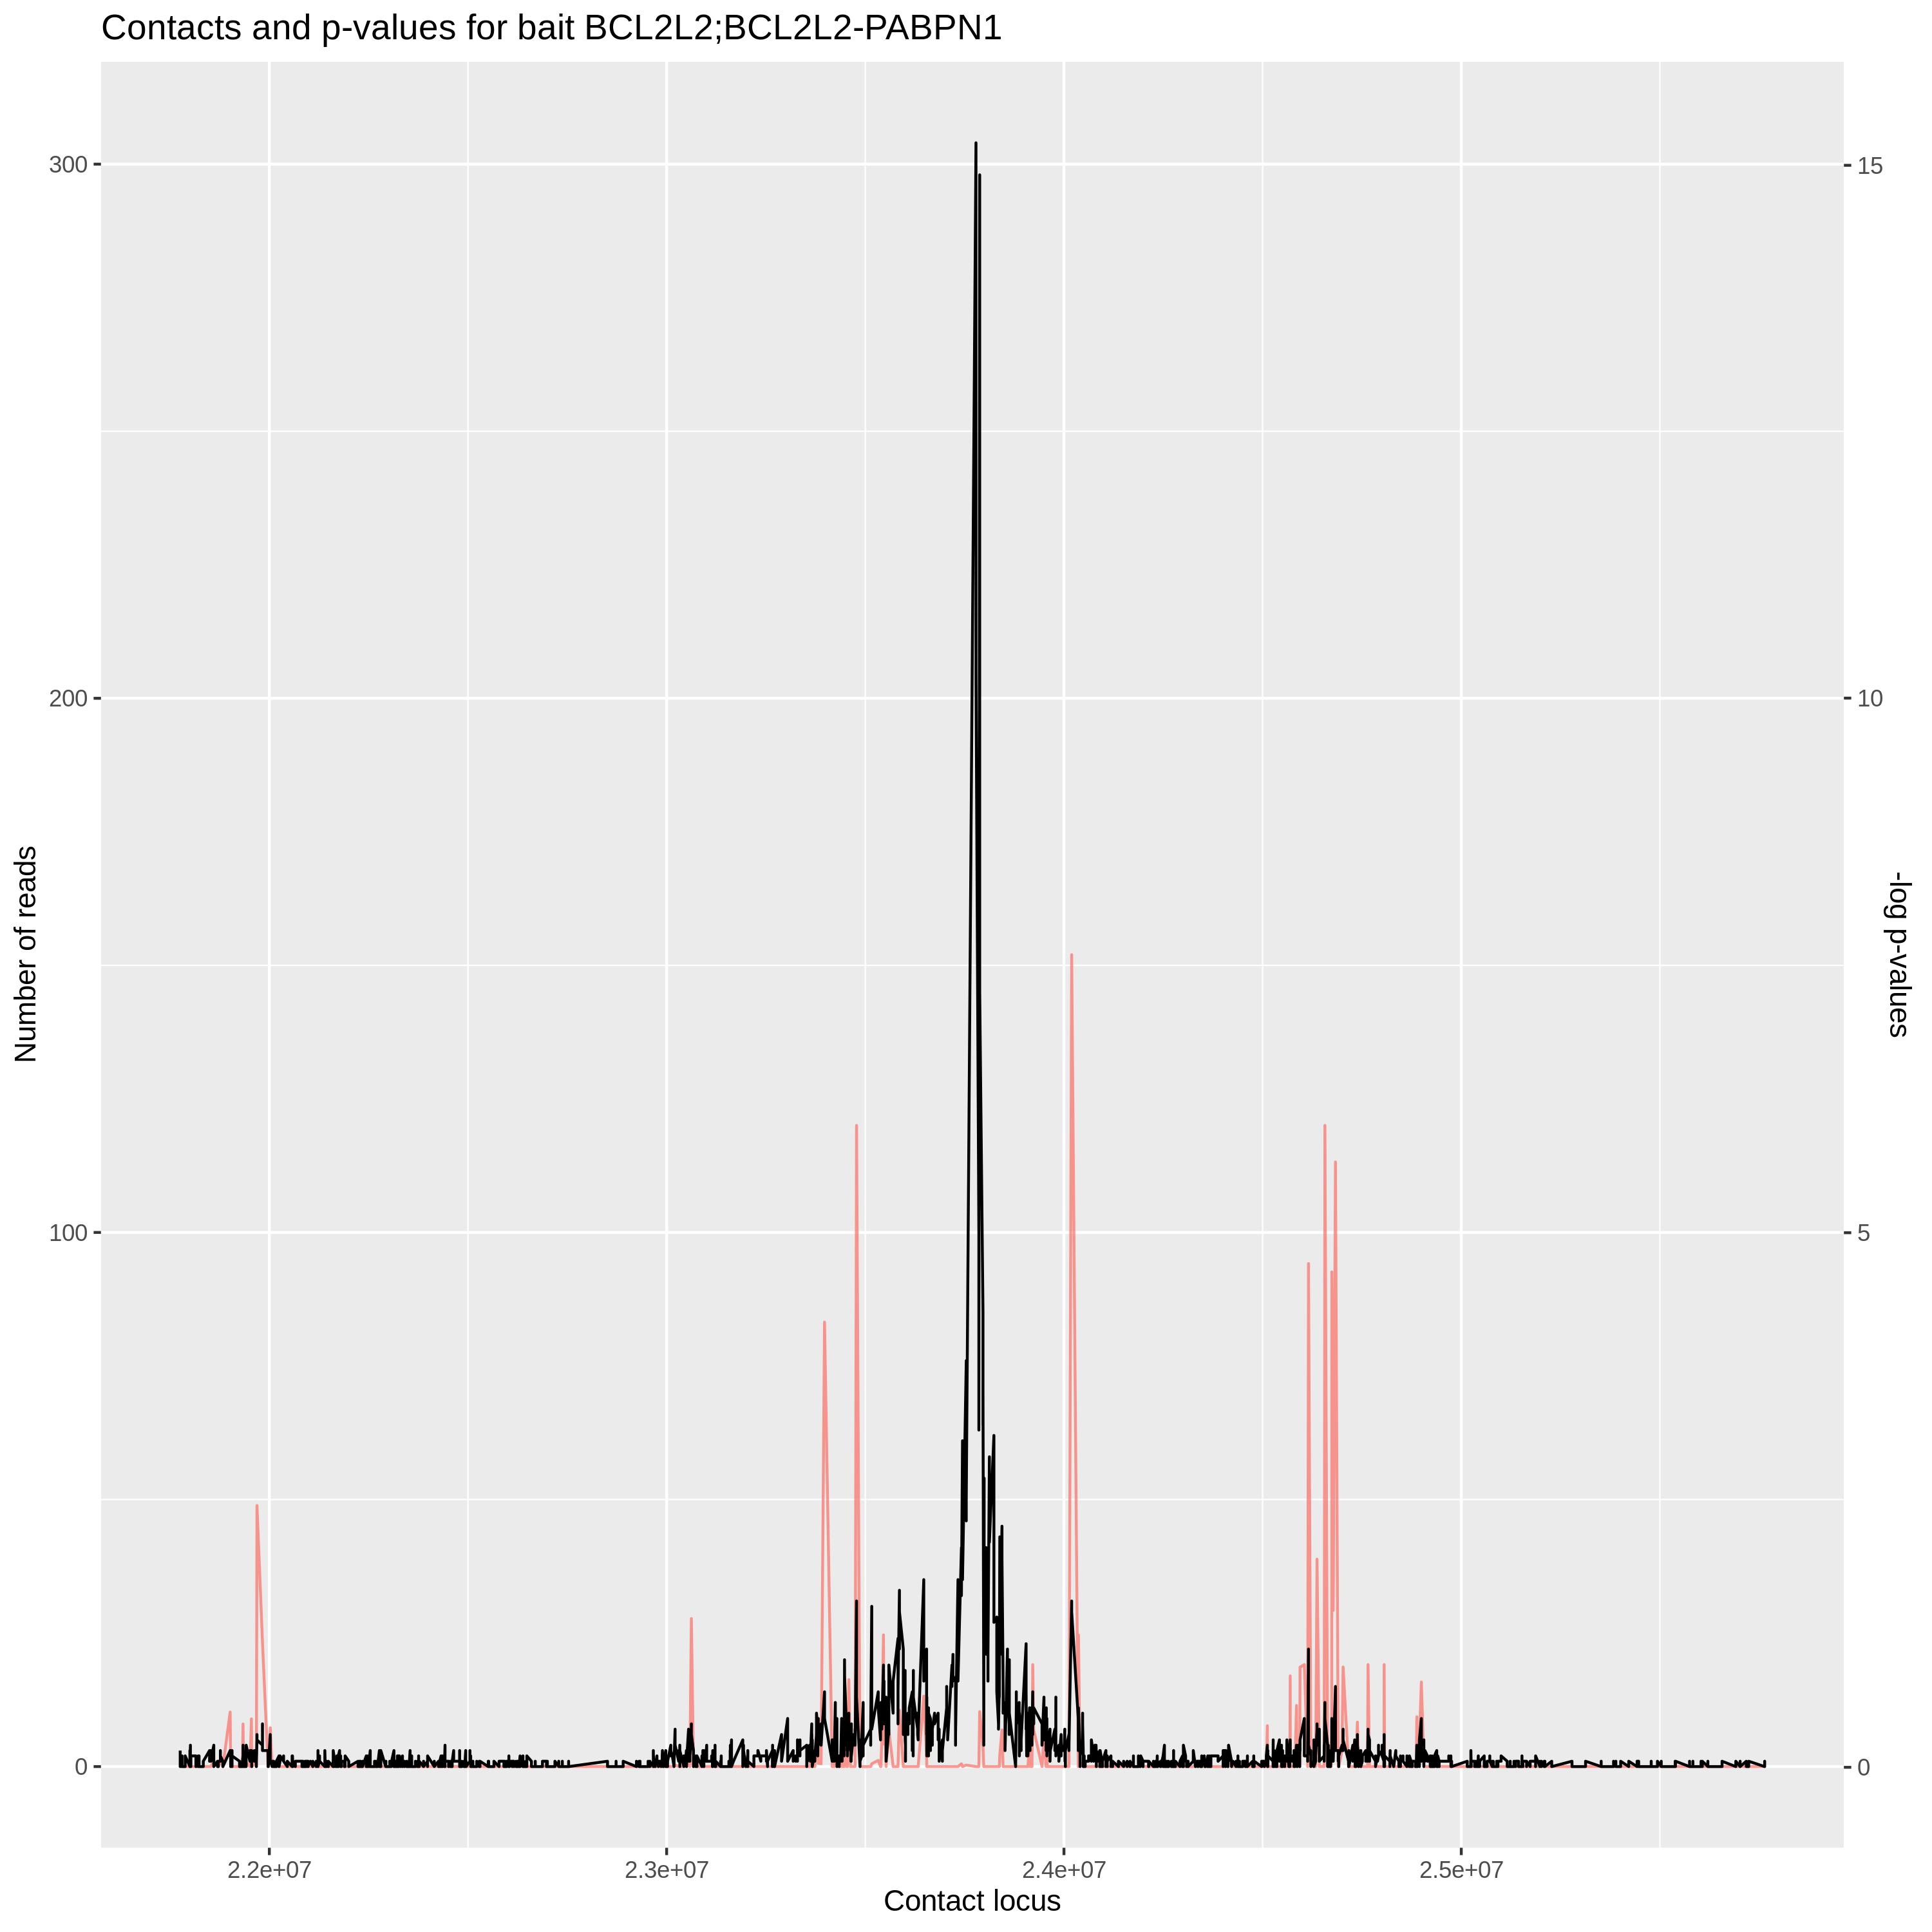 Contacts and p-values for bait BCL2L2;BCL2L2-PABPN1
300
200
100
0
Number of reads
15
10
5
0
-log p-values
2.2e+07
2.3e+07
2.4e+07
2.5e+07
Contact locus